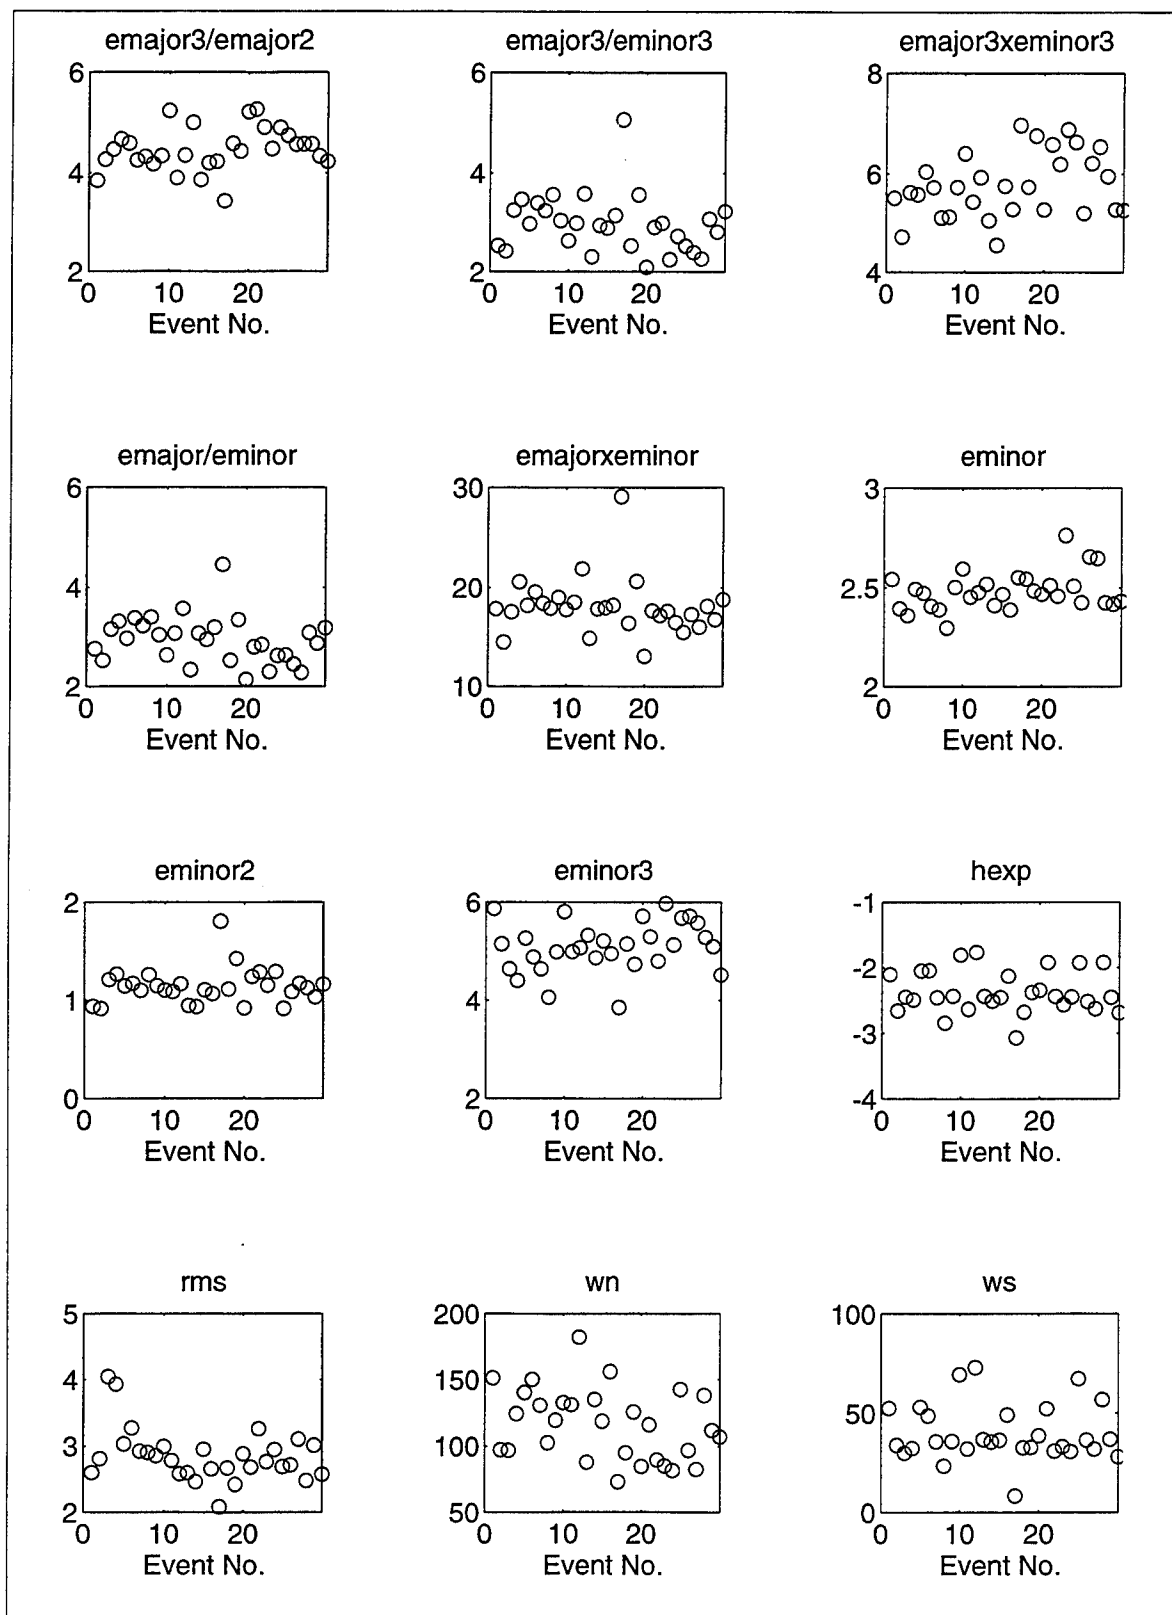 emajor3/emajor2 emajor3/eminor3 emajor3xeminor3
6 6 8
4 4 6
2 2 4
0 10 20 0 10 20 0 10 20
Event No. Event No. Event No.
emajor/eminor emajorxeminor eminor
6 30 3
4 20 2.5
2 10 2
0 10 20 0 10 20 0 10 20
Event No. Event No. Event No.
eminor2 eminor3 hexp
2 6 -1
-2
1 4
-3
0 2 -4
0 10 20 0 10 20 0 10 20
Event No. Event No. Event No.
rms wn ws
5 200 100
4 150
50
3 100
2 50 0
0 10 20 0 10 20 0 10 20
Event No. Event No. Event No.